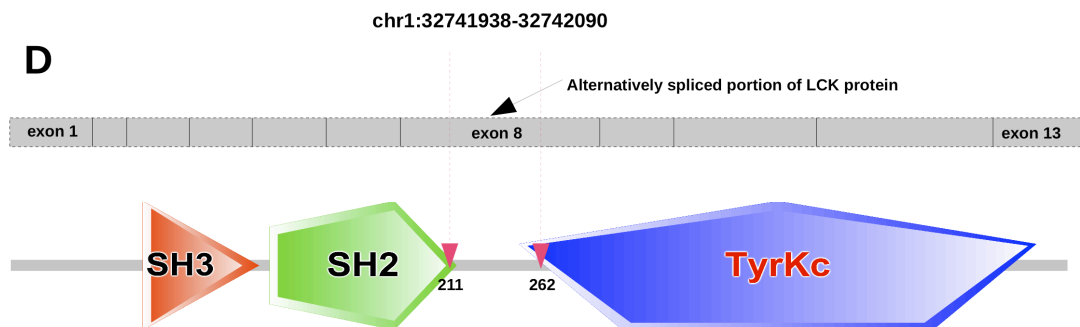 chr1:32741938-32742090
D
Alternatively spliced portion of LCK protein
exon 1 exon 8 exon 13
SH3 SH2 TyrKc
211 262